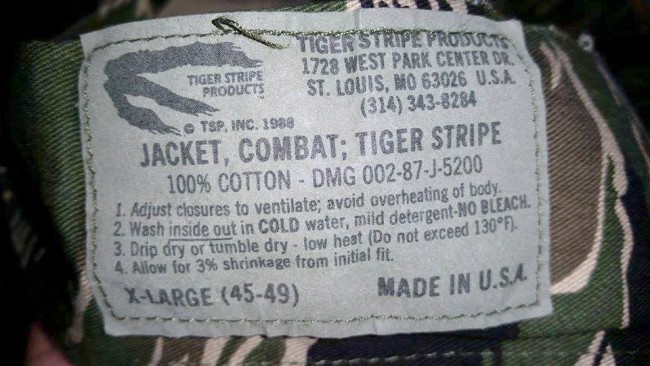 TIGER STRIPE
PRODUCTS™
© TSP, INC. 1988
TIGER STRIPE PRODUCTS
1728 WEST PARK CENTER DR.
ST. LOUIS, MO 63026 U.S.A.
(314) 343-8284
JACKET, COMBAT; TIGER STRIPE
100% COTTON - DMG 002-87-J-5200
1. Adjust closures to ventilate; avoid overheating of body.
2. Wash inside out in COLD water, mild detergent-NO BLEACH.
3. Drip dry or tumble dry - low heat (Do not exceed 130°F).
4. Allow for 3% shrinkage from initial fit.
X-LARGE (45-49)
MADE IN U.S.A.